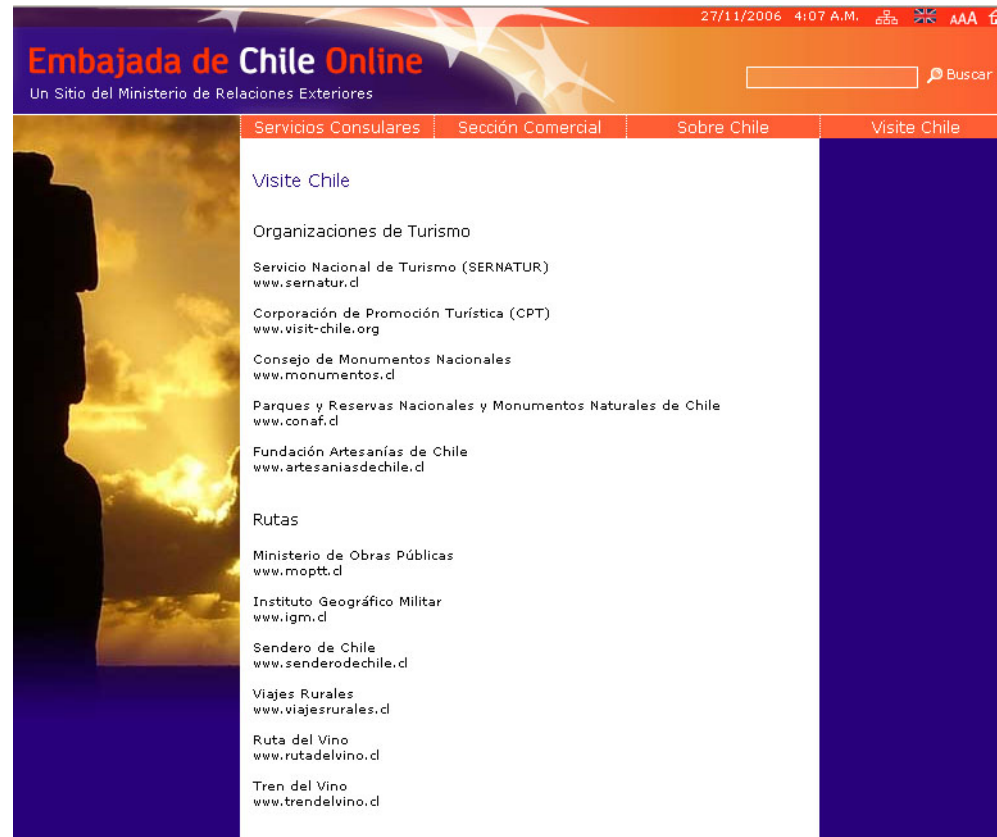 27/11/2006 4:07 A.M. AAA
Embajada de Chile Online
Un Sitio del Ministerio de Relaciones Exteriores
Buscar
Servicios Consulares Sección Comercial Sobre Chile Visite Chile
Visite Chile
Organizaciones de Turismo
Servicio Nacional de Turismo (SERNATUR)
www.sernatur.cl
Corporación de Promoción Turística (CPT)
www.visit-chile.org
Consejo de Monumentos Nacionales
www.monumentos.cl
Parques y Reservas Nacionales y Monumentos Naturales de Chile
www.conaf.cl
Fundación Artesanías de Chile
www.artesaniasdechile.cl
Rutas
Ministerio de Obras Públicas
www.moptt.cl
Instituto Geográfico Militar
www.igm.cl
Sendero de Chile
www.senderodechile.cl
Viajes Rurales
www.viajesrurales.cl
Ruta del Vino
www.rutadelvino.cl
Tren del Vino
www.trendelvino.cl